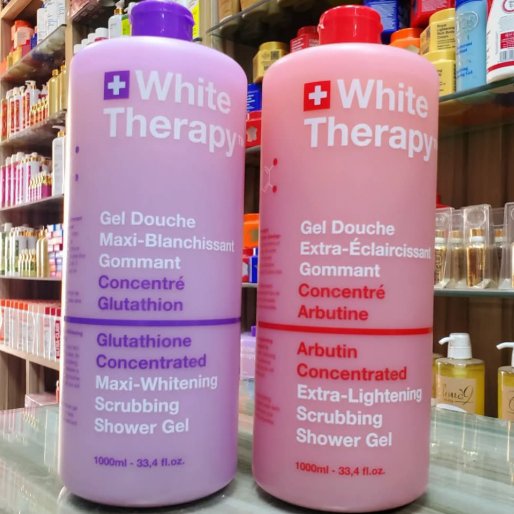 White
Therapy
Gel Douche
Maxi-Blanchissant
Gommant
Concentré
Glutathion
Glutathione
Concentrated
Maxi-Whitening
Scrubbing
Shower Gel
1000ml - 33,4 fl.oz.
White
Therapy
Gel Douche
Extra-Éclaircissant
Gommant
Concentré
Arbutine
Arbutin
Concentrated
Extra-Lightening
Scrubbing
Shower Gel
1000ml - 33,4 fl.oz.